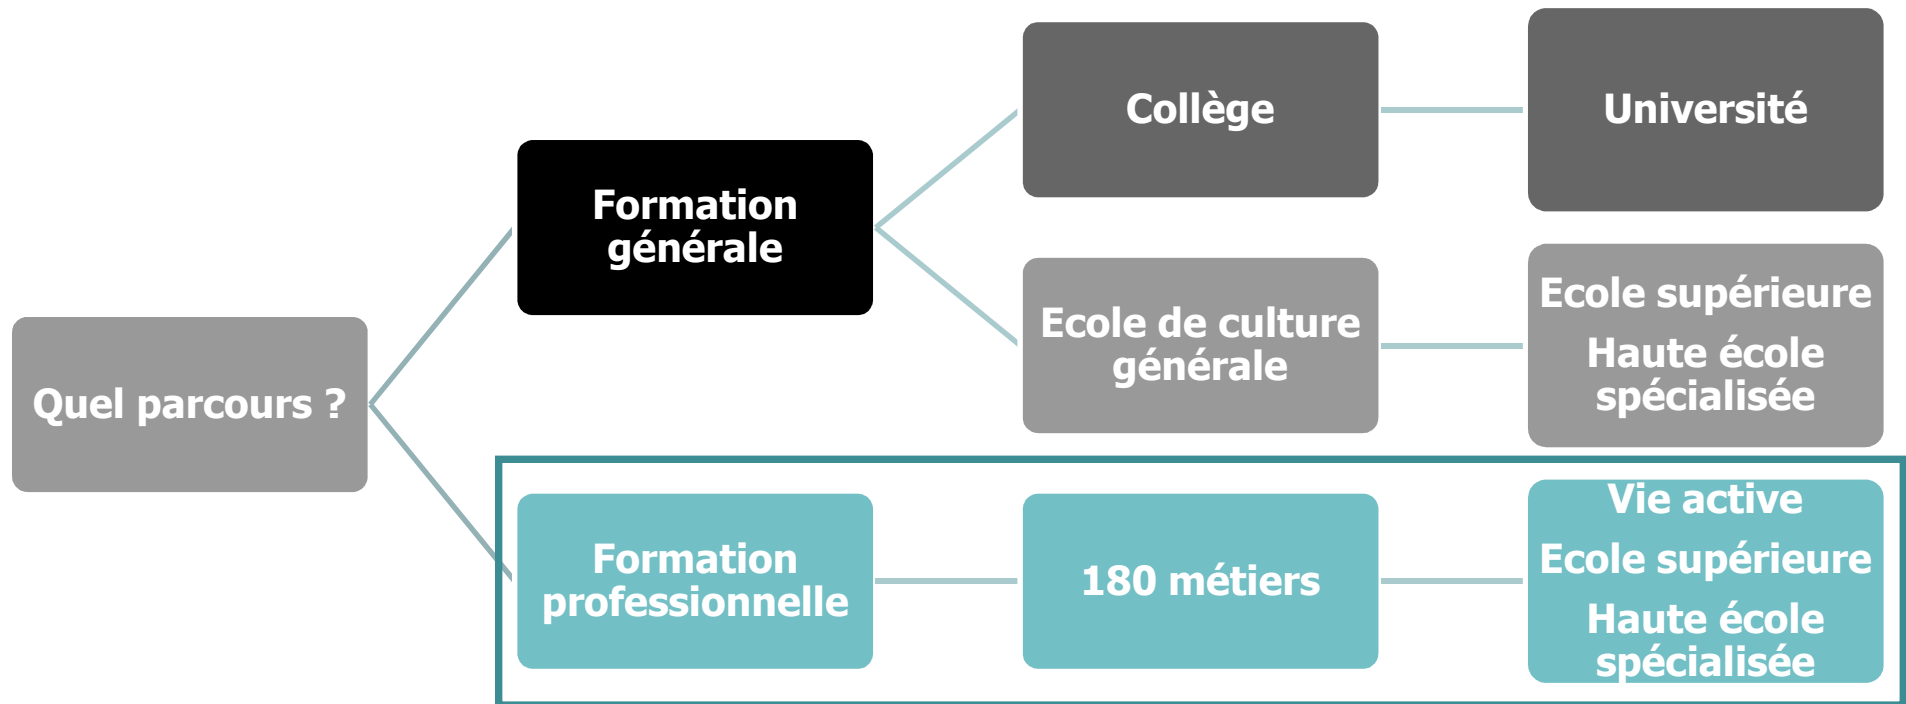 Quel parcours ?
Formation
générale
Collège
Université
Ecole de culture
générale
Ecole supérieure
Haute école
spécialisée
Formation
professionnelle
180 métiers
Vie active
Ecole supérieure
Haute école
spécialisée